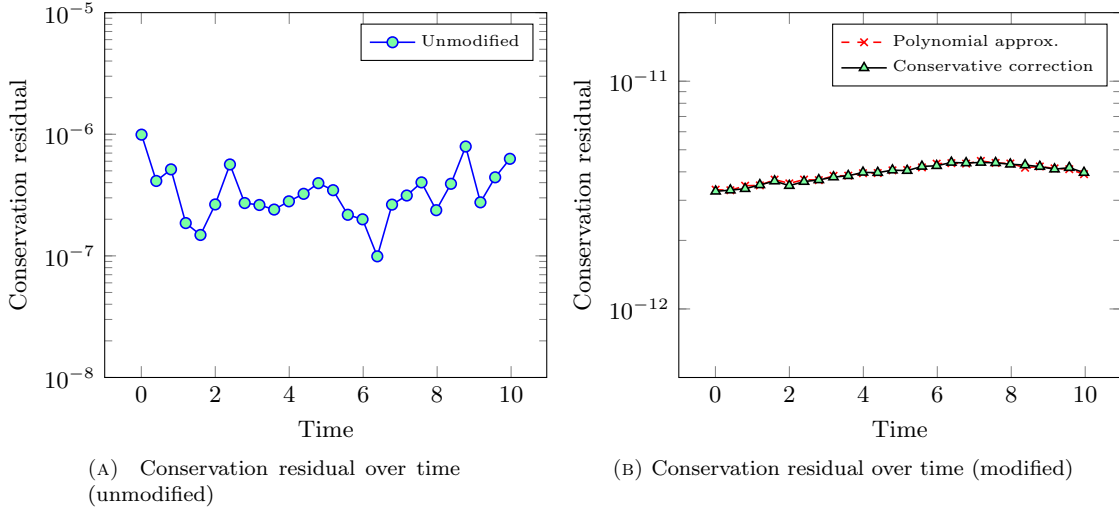 10^−5
10^−6
10^−7
10^−8
Conservation residual
Unmodified
0 2 4 6 8 10
Time
(A) Conservation residual over time
(unmodified)
10^−11
10^−12
Conservation residual
Polynomial approx.
Conservative correction
0 2 4 6 8 10
Time
(B) Conservation residual over time (modified)